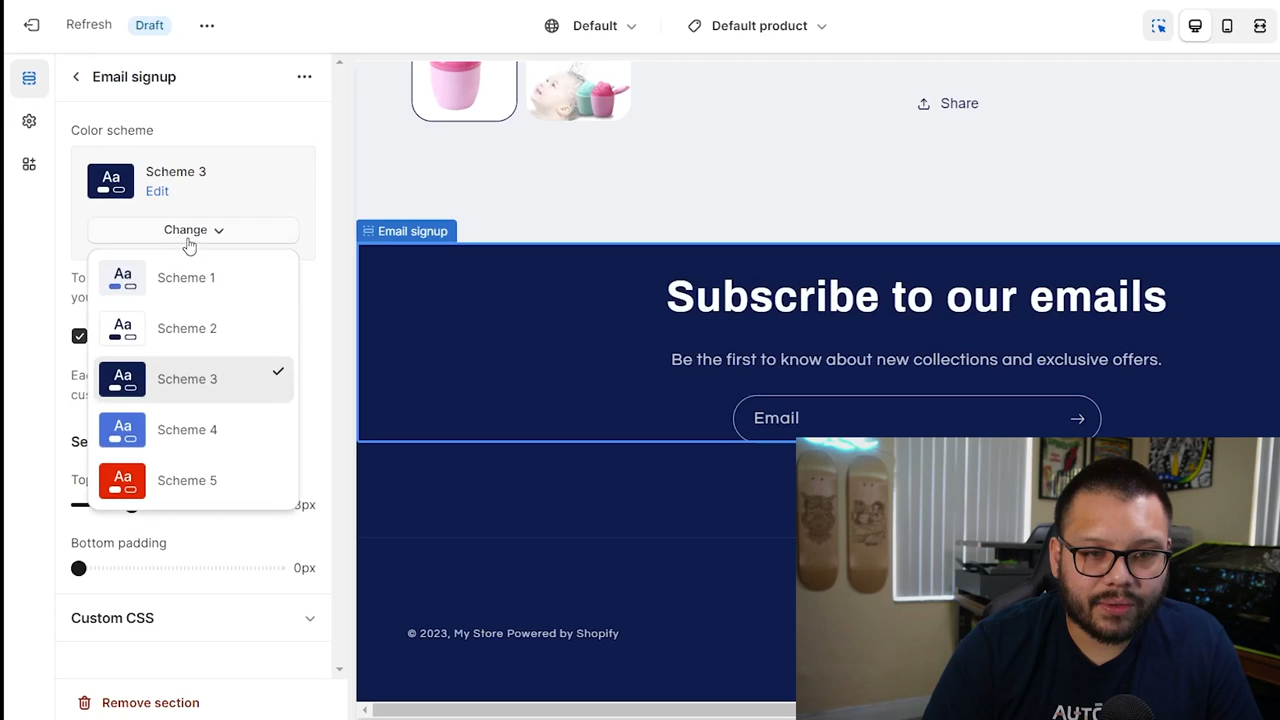 Refresh
Draft
Default
Default product
Email signup
Color scheme
Aa
Scheme 3
Edit
Change
Aa
Scheme 1
To
Aa
Scheme 2
Aa
Scheme 3
Aa
Scheme 4
Aa
Scheme 5
Bottom padding
0px
Custom CSS
Remove section
Share
Email signup
Subscribe to our emails
Be the first to know about new collections and exclusive offers.
Email
© 2023, My Store Powered by Shopify